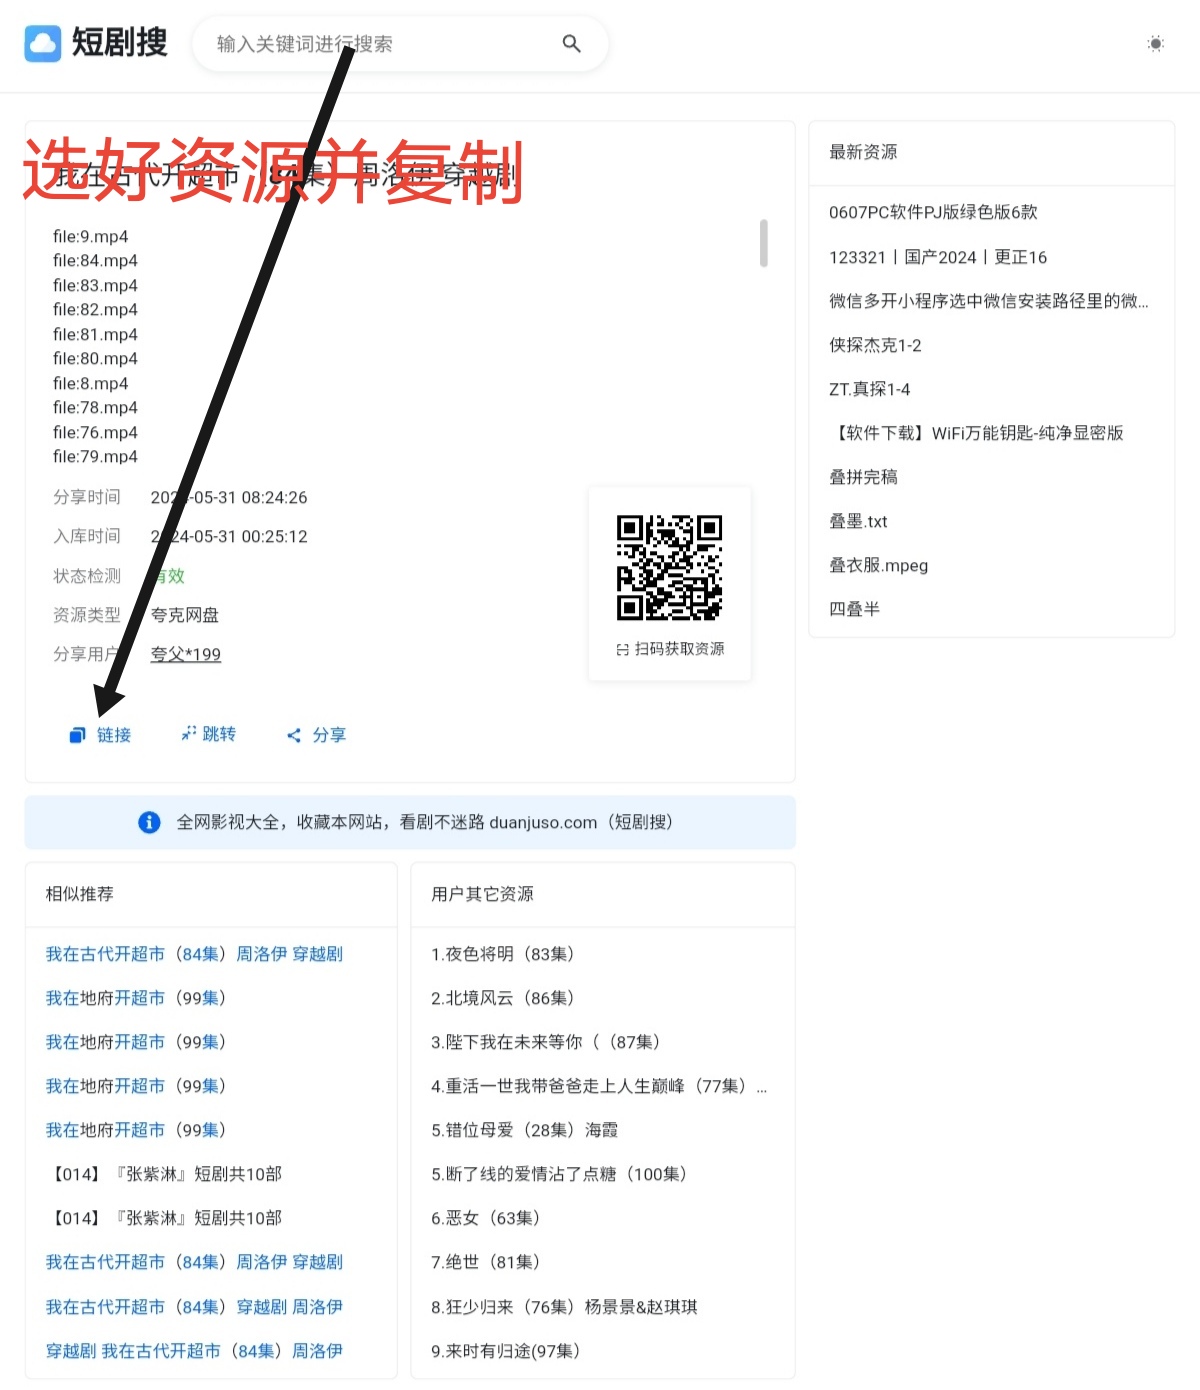 短剧搜
输入关键词进行搜索
选好资源并复制
我在古代开超市（84集）周洛伊 穿越剧
file:9.mp4
file:84.mp4
file:83.mp4
file:82.mp4
file:81.mp4
file:80.mp4
file:8.mp4
file:78.mp4
file:76.mp4
file:79.mp4
分享时间 2024-05-31 08:24:26
入库时间 2024-05-31 00:25:12
状态检测 有效
资源类型 夸克网盘
分享用户 夸父*199
扫码获取资源
链接 跳转 分享
全网影视大全，收藏本网站，看剧不迷路 duanjuso.com（短剧搜）
相似推荐
我在古代开超市（84集）周洛伊 穿越剧
我在地府开超市（99集）
我在地府开超市（99集）
我在地府开超市（99集）
我在地府开超市（99集）
【014】『张紫淋』短剧共10部
【014】『张紫淋』短剧共10部
我在古代开超市（84集）周洛伊 穿越剧
我在古代开超市（84集）穿越剧 周洛伊
穿越剧 我在古代开超市（84集）周洛伊
用户其它资源
1.夜色将明（83集）
2.北境风云（86集）
3.陛下我在未来等你（（87集）
4.重活一世我带爸爸走上人生巅峰（77集）...
5.错位母爱（28集）海霞
5.断了线的爱情沾了点糖（100集）
6.恶女（63集）
7.绝世（81集）
8.狂少归来（76集）杨景景&赵琪琪
9.来时有归途(97集）
最新资源
0607PC软件PJ版绿色版6款
123321丨国产2024丨更正16
微信多开小程序选中微信安装路径里的微...
侠探杰克1-2
ZT.真探1-4
【软件下载】WiFi万能钥匙-纯净显密版
叠拼完稿
叠墨.txt
叠衣服.mpeg
四叠半